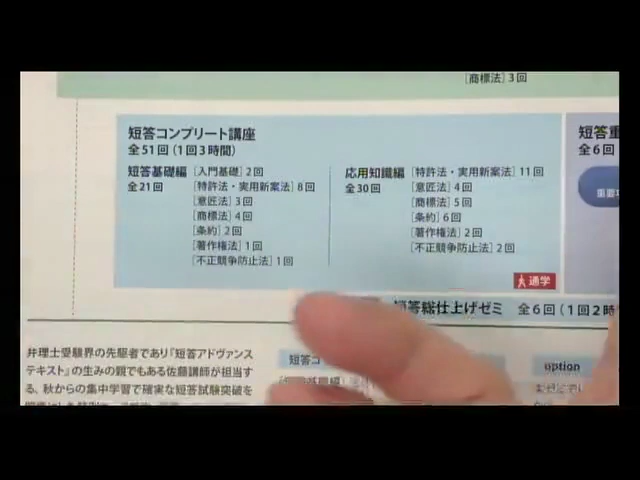 [商標法] 3回
短答コンプリート講座
全51回(1回3時間)
短答基礎編 [入門基礎] 2回
全21回 [特許法・実用新案法] 8回
[意匠法] 3回
[商標法] 4回
[条約] 2回
[著作権法] 1回
[不正競争防止法] 1回
応用知識編 [特許法・実用新案法] 11回
全30回 [意匠法] 4回
[商標法] 5回
[条約] 6回
[著作権法] 2回
[不正競争防止法] 2回
通学
短答重
全6回
重要
短答総仕上げゼミ 全6回(1回2時
弁理士受験界の先駆者であり『短答アドヴァンス
テキスト』の生みの親でもある佐藤講師が担当す
る、秋からの集中学習で確実な短答試験突破を
短答コ
option